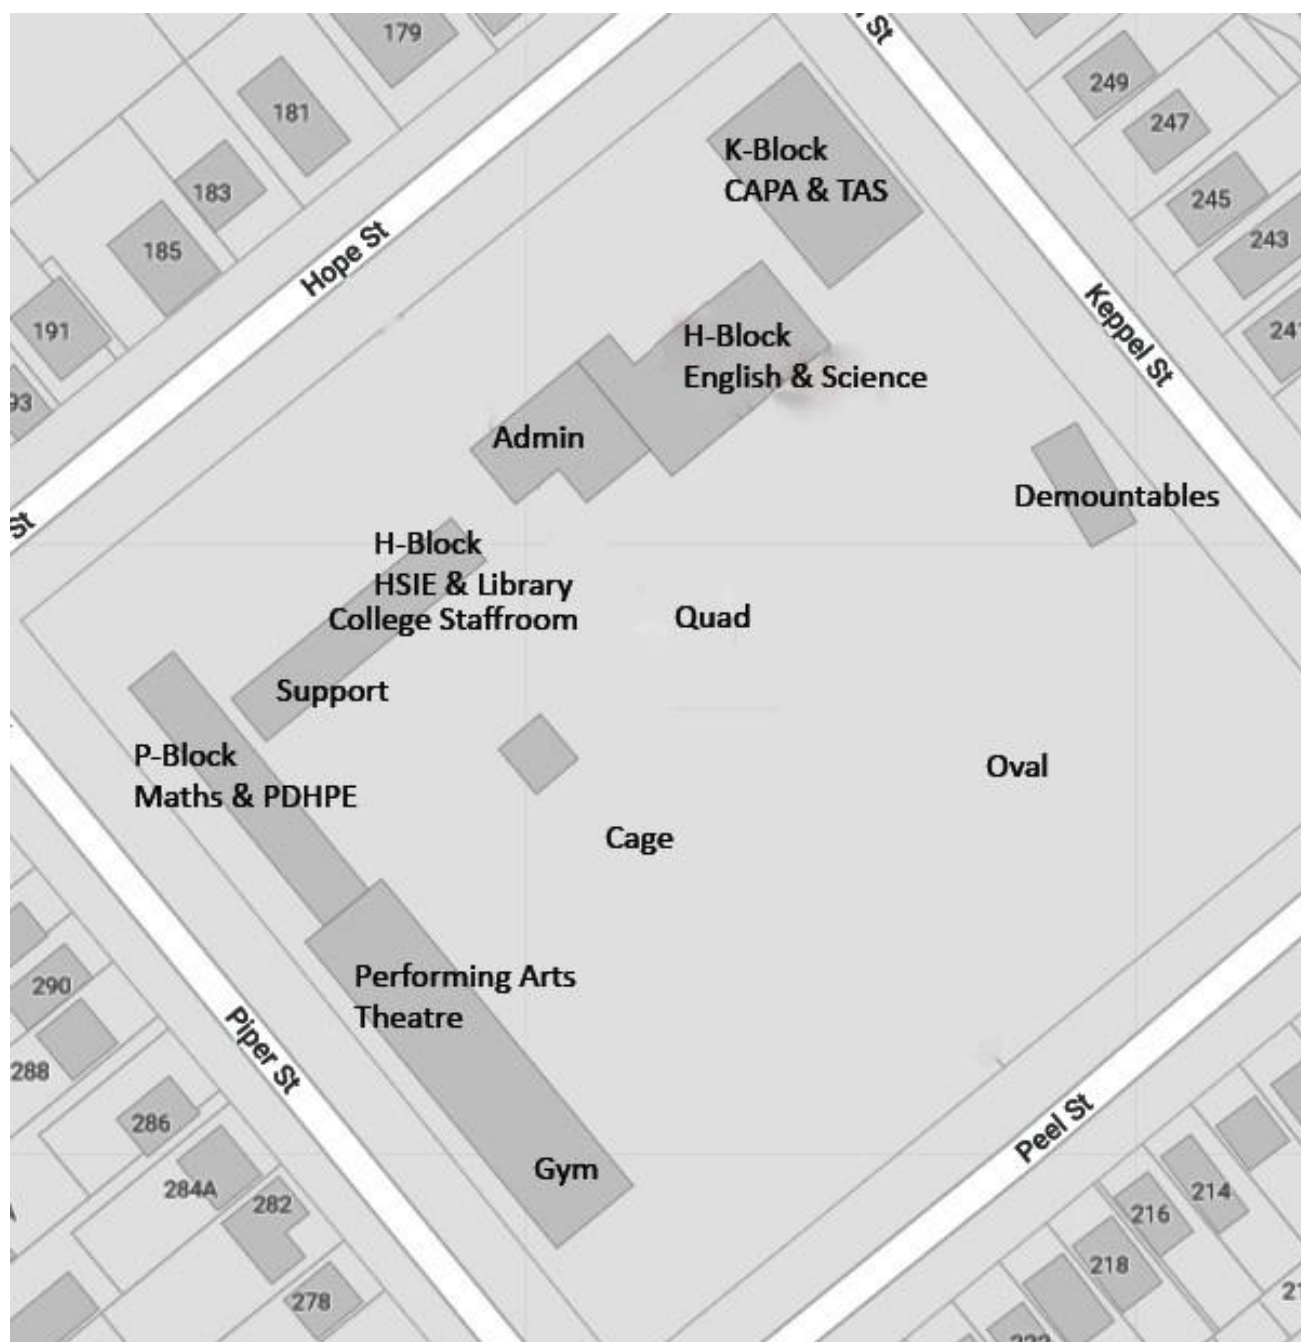 179
St
181
249
247
K-Block
CAPA & TAS
183
245
Hope St
185
243
Keppel St
191
H-Block
English & Science
93
Admin
Demountables
St
H-Block
HSIE & Library
College Staffroom
Quad
Support
P-Block
Maths & PDHPE
Oval
Cage
290
Performing Arts
Theatre
Piper St
288
286
Peel St
Gym
284A
282
214
216
218
278